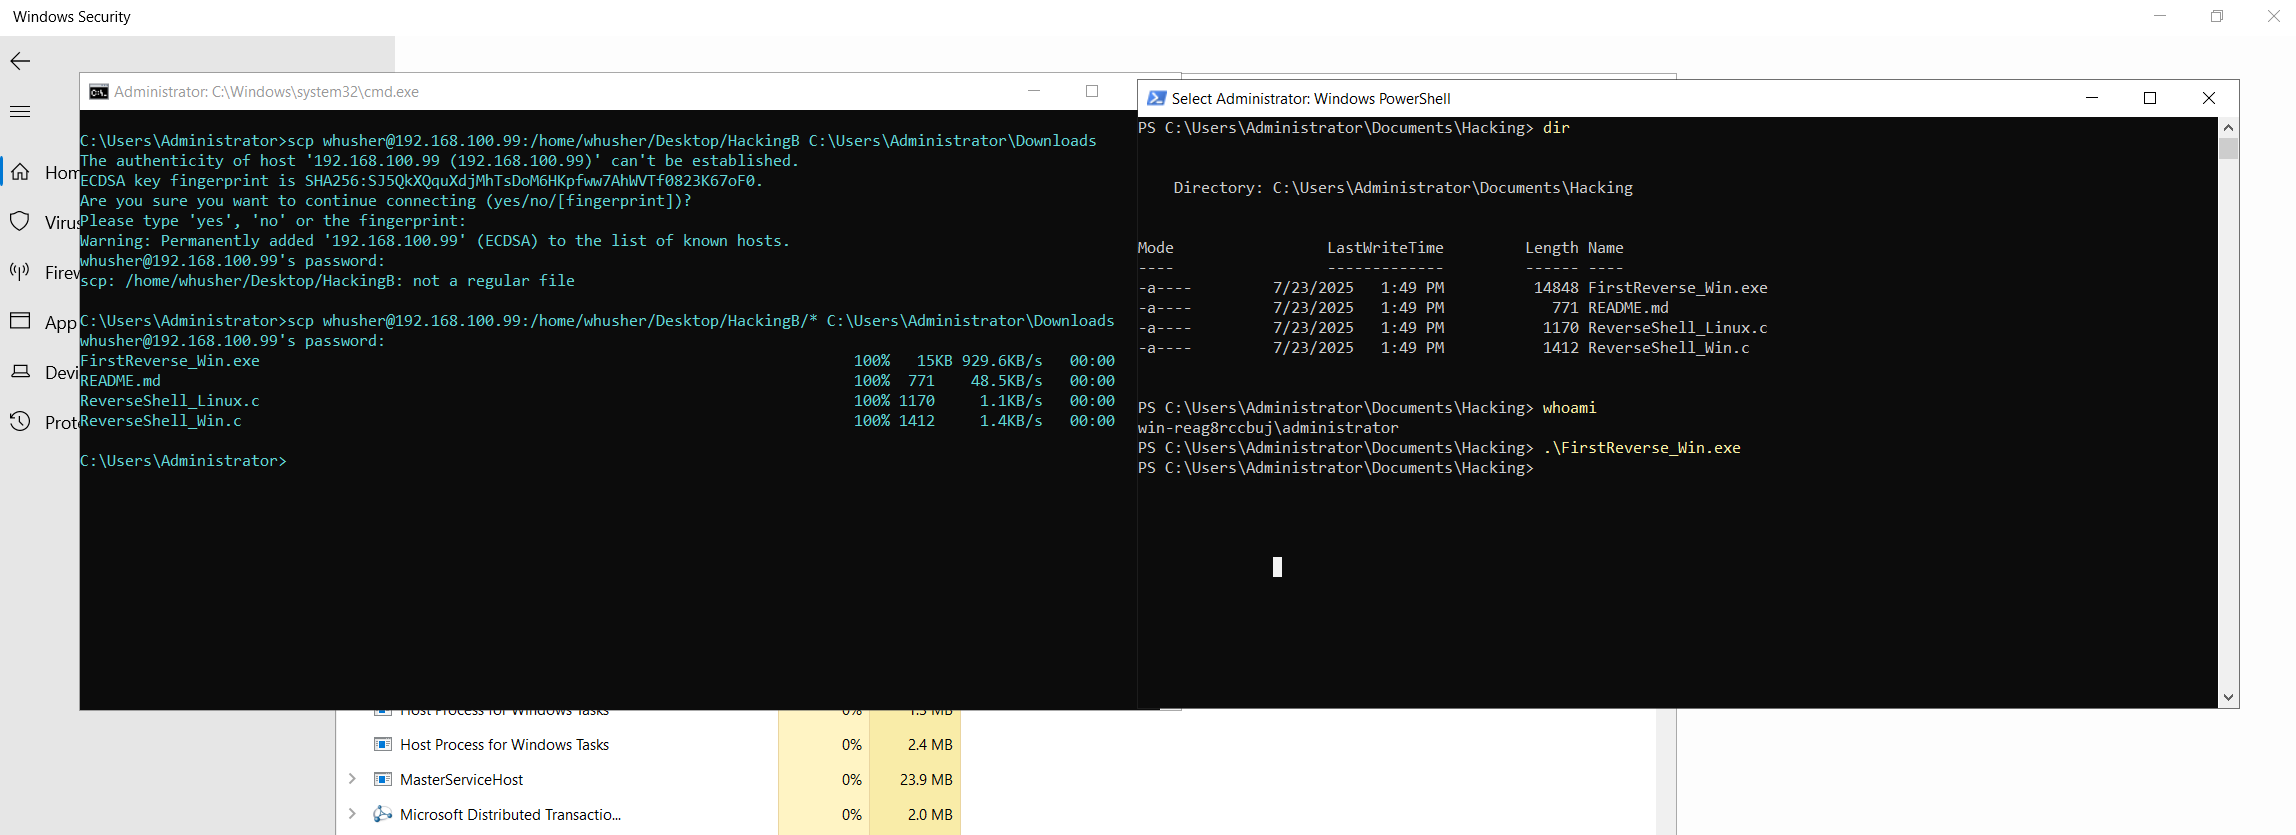 Windows Security
Administrator: C:\Windows\system32\cmd.exe
C:\Users\Administrator>scp whusher@192.168.100.99:/home/whusher/Desktop/HackingB C:\Users\Administrator\Downloads
The authenticity of host '192.168.100.99 (192.168.100.99)' can't be established.
ECDSA key fingerprint is SHA256:SJ5QkXQquXdjMhTsDoM6HKpfww7AhWVTf0823K67oF0.
Are you sure you want to continue connecting (yes/no/[fingerprint])?
Please type 'yes', 'no' or the fingerprint:
Warning: Permanently added '192.168.100.99' (ECDSA) to the list of known hosts.
whusher@192.168.100.99's password:
scp: /home/whusher/Desktop/HackingB: not a regular file
C:\Users\Administrator>scp whusher@192.168.100.99:/home/whusher/Desktop/HackingB/* C:\Users\Administrator\Downloads
whusher@192.168.100.99's password:
FirstReverse_Win.exe 100% 15KB 929.6KB/s 00:00
README.md 100% 771 48.5KB/s 00:00
ReverseShell_Linux.c 100% 1170 1.1KB/s 00:00
ReverseShell_Win.c 100% 1412 1.4KB/s 00:00
C:\Users\Administrator>
Select Administrator: Windows PowerShell
PS C:\Users\Administrator\Documents\Hacking> dir
Directory: C:\Users\Administrator\Documents\Hacking
Mode LastWriteTime Length Name
---- ------------- ------ ----
-a---- 7/23/2025 1:49 PM 14848 FirstReverse_Win.exe
-a---- 7/23/2025 1:49 PM 771 README.md
-a---- 7/23/2025 1:49 PM 1170 ReverseShell_Linux.c
-a---- 7/23/2025 1:49 PM 1412 ReverseShell_Win.c
PS C:\Users\Administrator\Documents\Hacking> whoami
win-reag8rccbuj\administrator
PS C:\Users\Administrator\Documents\Hacking> .\FirstReverse_Win.exe
PS C:\Users\Administrator\Documents\Hacking>
Hom
Viru
Firew
App
Devi
Prote
Host Process for Windows Tasks 0% 1.5 MB
Host Process for Windows Tasks 0% 2.4 MB
MasterServiceHost 0% 23.9 MB
Microsoft Distributed Transactio... 0% 2.0 MB